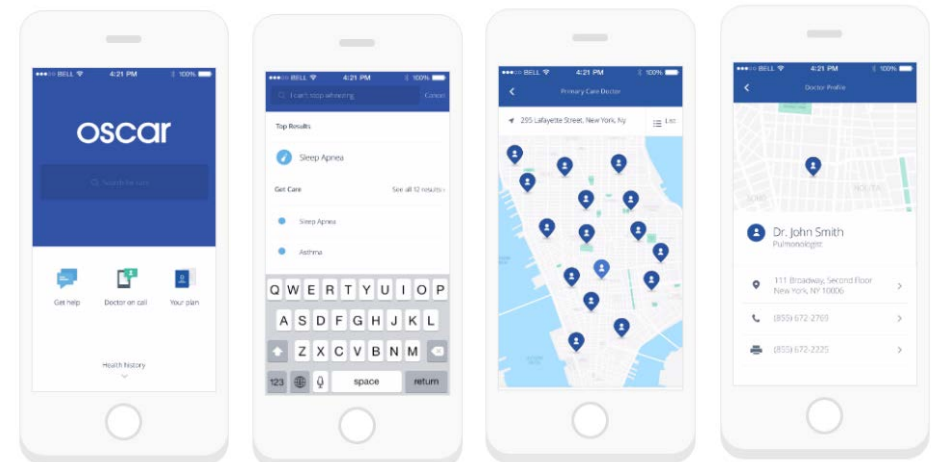 BELL 4:21 PM 100%
oscar
Search for care
Get help
Doctor on call
Your plan
Health history
BELL 4:21 PM 100%
I can't stop wheezing Cancel
Top Results
Sleep Apnea
Get Care See all 12 results
Sleep Apnea
Asthma
Q W E R T Y U I O P
A S D F G H J K L
Z X C V B N M
123 space return
BELL 4:21 PM 100%
Primary Care Doctor
295 Lafayette Street, New York, Ny List
BELL 4:21 PM 100%
Doctor Profile
Dr. John Smith
Pulmonologist
111 Broadway, Second Floor
New York, NY 10006
(855) 672-2769
(855) 672-2225